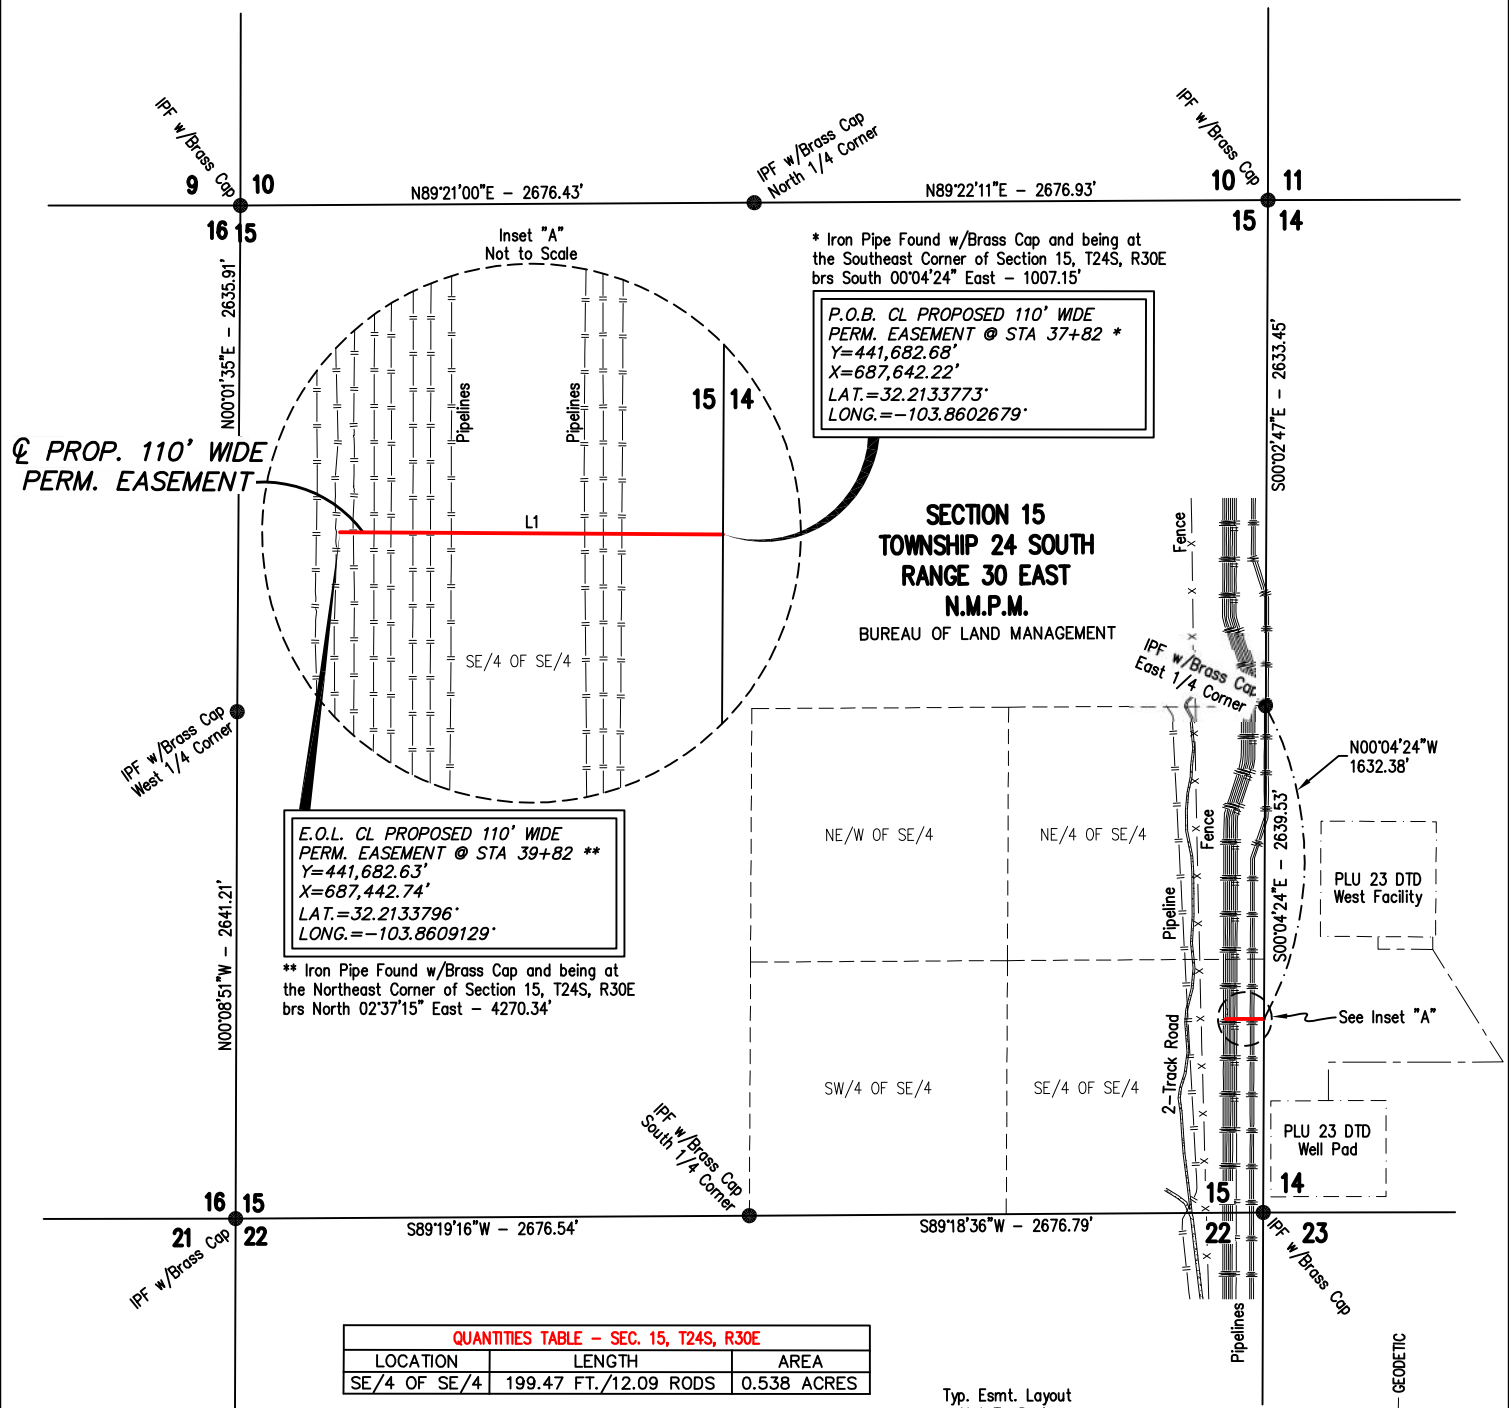 IPF w/Brass Cap
9
10
16
15
N89°21'00"E - 2676.43'
IPF w/Brass Cap
North 1/4 Corner
N89°22'11"E - 2676.93'
IPF w/Brass Cap
10
11
15
14
Inset "A"
Not to Scale
* Iron Pipe Found w/Brass Cap and being at
the Southeast Corner of Section 15, T24S, R30E
brs South 00°04'24" East - 1007.15'
P.O.B. CL PROPOSED 110' WIDE
PERM. EASEMENT @ STA 37+82 *
Y=441,682.68'
X=687,642.22'
LAT.=32.2133773°
LONG.=-103.8602679°
N00°01'35"E - 2635.91'
S00°02'47"E - 2633.45'
Pipelines
Pipelines
15
14
℄ PROP. 110' WIDE
PERM. EASEMENT
L1
SE/4 OF SE/4
SECTION 15
TOWNSHIP 24 SOUTH
RANGE 30 EAST
N.M.P.M.
BUREAU OF LAND MANAGEMENT
Fence
IPF w/Brass Cap
East 1/4 Corner
IPF w/Brass Cap
West 1/4 Corner
N00°04'24"W
1632.38'
E.O.L. CL PROPOSED 110' WIDE
PERM. EASEMENT @ STA 39+82 **
Y=441,682.63'
X=687,442.74'
LAT.=32.2133796°
LONG.=-103.8609129°
** Iron Pipe Found w/Brass Cap and being at
the Northeast Corner of Section 15, T24S, R30E
brs North 02°37'15" East - 4270.34'
N00°08'51"W - 2641.21'
NE/W OF SE/4
NE/4 OF SE/4
Fence
Pipeline
S00°04'24"E - 2639.53'
PLU 23 DTD
West Facility
See Inset "A"
2-Track Road
SW/4 OF SE/4
SE/4 OF SE/4
PLU 23 DTD
Well Pad
IPF w/Brass Cap
South 1/4 Corner
16
15
21
22
IPF w/Brass Cap
S89°19'16"W - 2676.54'
S89°18'36"W - 2676.79'
15
14
22
23
IPF w/Brass Cap
Pipelines
QUANTITIES TABLE - SEC. 15, T24S, R30E
LOCATION LENGTH AREA
SE/4 OF SE/4 199.47 FT./12.09 RODS 0.538 ACRES
Typ. Esmt. Layout
GEODETIC